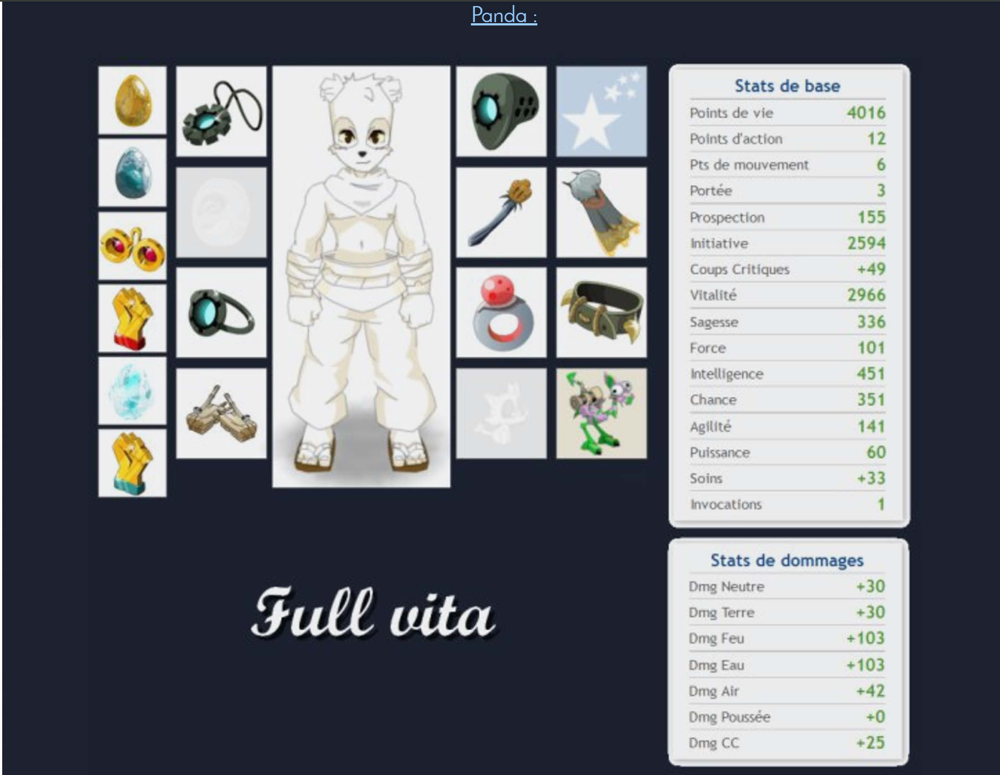 Panda :
Stats de base
Points de vie 4016
Points d'action 12
Pts de mouvement 6
Portée 3
Prospection 155
Initiative 2594
Coups Critiques +49
Vitalité 2966
Sagesse 336
Force 101
Intelligence 451
Chance 351
Agilité 141
Puissance 60
Soins +33
Invocations 1
Full vita
Stats de dommages
Dmg Neutre +30
Dmg Terre +30
Dmg Feu +103
Dmg Eau +103
Dmg Air +42
Dmg Poussée +0
Dmg CC +25